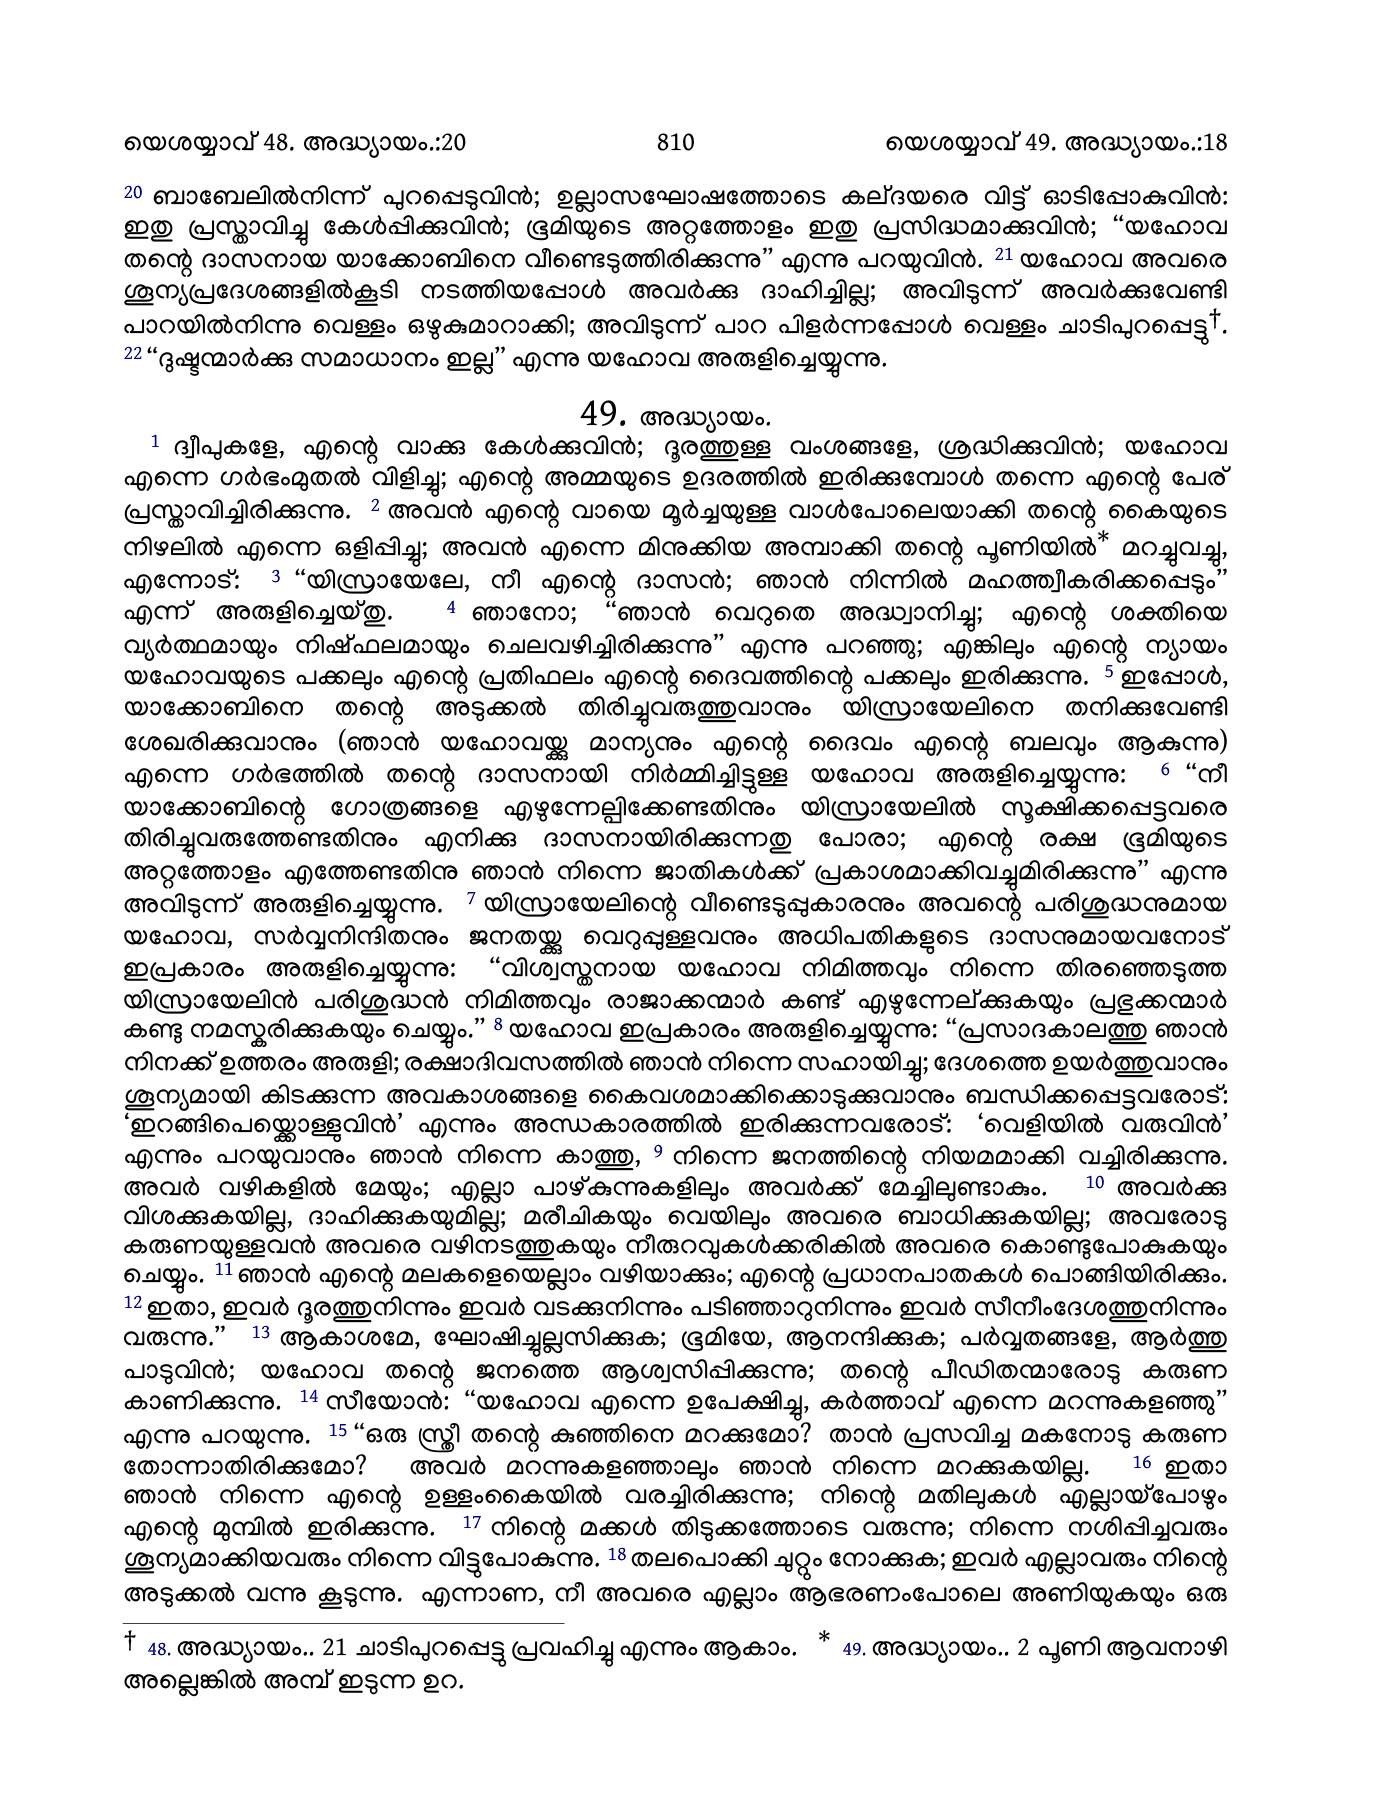 യെശയ്യാവ് 48. അദ്ധ്യായം.:20 810 യെശയ്യാവ് 49. അദ്ധ്യായം.:18
20 ബാബേലിൽനിന്ന് പുറപ്പെടുവിൻ; ഉല്ലാസഘോഷത്തോടെ കല്ദയരെ വിട്ട് ഓടിപ്പോകുവിൻ:
ഇതു പ്രസ്താവിച്ചു കേൾപ്പിക്കുവിൻ; ഭൂമിയുടെ അറ്റത്തോളം ഇതു പ്രസിദ്ധമാക്കുവിൻ; “യഹോവ
തന്റെ ദാസനായ യാക്കോബിനെ വീണ്ടെടുത്തിരിക്കുന്നു” എന്നു പറയുവിൻ. 21 യഹോവ അവരെ
ശൂന്യപ്രദേശങ്ങളിൽകൂടി നടത്തിയപ്പോൾ അവർക്കു ദാഹിച്ചില്ല; അവിടുന്ന് അവർക്കുവേണ്ടി
പാറയിൽനിന്നു വെള്ളം ഒഴുകുമാറാക്കി; അവിടുന്ന് പാറ പിളർന്നപ്പോൾ വെള്ളം ചാടിപുറപ്പെട്ടു†.
22 “ദുഷ്ടന്മാർക്കു സമാധാനം ഇല്ല” എന്നു യഹോവ അരുളിച്ചെയ്യുന്നു.
49. അദ്ധ്യായം.
1 ദ്വീപുകളേ, എന്റെ വാക്കു കേൾക്കുവിൻ; ദൂരത്തുള്ള വംശങ്ങളേ, ശ്രദ്ധിക്കുവിൻ; യഹോവ
എന്നെ ഗർഭംമുതൽ വിളിച്ചു; എന്റെ അമ്മയുടെ ഉദരത്തിൽ ഇരിക്കുമ്പോൾ തന്നെ എന്റെ പേര്
പ്രസ്താവിച്ചിരിക്കുന്നു. 2 അവൻ എന്റെ വായെ മൂർച്ചയുള്ള വാൾപോലെയാക്കി തന്റെ കൈയുടെ
നിഴലിൽ എന്നെ ഒളിപ്പിച്ചു; അവൻ എന്നെ മിനുക്കിയ അമ്പാക്കി തന്റെ പൂണിയിൽ* മറച്ചുവച്ചു,
എന്നോട്: 3 “യിസ്രായേലേ, നീ എന്റെ ദാസൻ; ഞാൻ നിന്നിൽ മഹത്ത്വീകരിക്കപ്പെടും”
എന്ന് അരുളിച്ചെയ്തു. 4 ഞാനോ; “ഞാൻ വെറുതെ അദ്ധ്വാനിച്ചു; എന്റെ ശക്തിയെ
വ്യർത്ഥമായും നിഷ്ഫലമായും ചെലവഴിച്ചിരിക്കുന്നു” എന്നു പറഞ്ഞു; എങ്കിലും എന്റെ ന്യായം
യഹോവയുടെ പക്കലും എന്റെ പ്രതിഫലം എന്റെ ദൈവത്തിന്റെ പക്കലും ഇരിക്കുന്നു. 5 ഇപ്പോൾ,
യാക്കോബിനെ തന്റെ അടുക്കൽ തിരിച്ചുവരുത്തുവാനും യിസ്രായേലിനെ തനിക്കുവേണ്ടി
ശേഖരിക്കുവാനും (ഞാൻ യഹോവയ്ക്കു മാന്യനും എന്റെ ദൈവം എന്റെ ബലവും ആകുന്നു)
എന്നെ ഗർഭത്തിൽ തന്റെ ദാസനായി നിർമ്മിച്ചിട്ടുള്ള യഹോവ അരുളിച്ചെയ്യുന്നു: 6 “നീ
യാക്കോബിന്റെ ഗോത്രങ്ങളെ എഴുന്നേല്പിക്കേണ്ടതിനും യിസ്രായേലിൽ സൂക്ഷിക്കപ്പെട്ടവരെ
തിരിച്ചുവരുത്തേണ്ടതിനും എനിക്കു ദാസനായിരിക്കുന്നതു പോരാ; എന്റെ രക്ഷ ഭൂമിയുടെ
അറ്റത്തോളം എത്തേണ്ടതിനു ഞാൻ നിന്നെ ജാതികൾക്ക് പ്രകാശമാക്കിവച്ചുമിരിക്കുന്നു” എന്നു
അവിടുന്ന് അരുളിച്ചെയ്യുന്നു. 7 യിസ്രായേലിന്റെ വീണ്ടെടുപ്പുകാരനും അവന്റെ പരിശുദ്ധനുമായ
യഹോവ, സർവ്വനിന്ദിതനും ജനതയ്ക്കു വെറുപ്പുള്ളവനും അധിപതികളുടെ ദാസനുമായവനോട്
ഇപ്രകാരം അരുളിച്ചെയ്യുന്നു: “വിശ്വസ്തനായ യഹോവ നിമിത്തവും നിന്നെ തിരഞ്ഞെടുത്ത
യിസ്രായേലിൻ പരിശുദ്ധൻ നിമിത്തവും രാജാക്കന്മാർ കണ്ട് എഴുന്നേല്ക്കുകയും പ്രഭുക്കന്മാർ
കണ്ടു നമസ്കരിക്കുകയും ചെയ്യും.” 8 യഹോവ ഇപ്രകാരം അരുളിച്ചെയ്യുന്നു: “പ്രസാദകാലത്തു ഞാൻ
നിനക്ക് ഉത്തരം അരുളി; രക്ഷാദിവസത്തിൽ ഞാൻ നിന്നെ സഹായിച്ചു; ദേശത്തെ ഉയർത്തുവാനും
ശൂന്യമായി കിടക്കുന്ന അവകാശങ്ങളെ കൈവശമാക്കിക്കൊടുക്കുവാനും ബന്ധിക്കപ്പെട്ടവരോട്:
‘ഇറങ്ങിപെയ്ക്കൊള്ളുവിൻ’ എന്നും അന്ധകാരത്തിൽ ഇരിക്കുന്നവരോട്: ‘വെളിയിൽ വരുവിൻ’
എന്നും പറയുവാനും ഞാൻ നിന്നെ കാത്തു, 9 നിന്നെ ജനത്തിന്റെ നിയമമാക്കി വച്ചിരിക്കുന്നു.
അവർ വഴികളിൽ മേയും; എല്ലാ പാഴ്കുന്നുകളിലും അവർക്ക് മേച്ചിലുണ്ടാകും. 10 അവർക്കു
വിശക്കുകയില്ല, ദാഹിക്കുകയുമില്ല; മരീചികയും വെയിലും അവരെ ബാധിക്കുകയില്ല; അവരോടു
കരുണയുള്ളവൻ അവരെ വഴിനടത്തുകയും നീരുറവുകൾക്കരികിൽ അവരെ കൊണ്ടുപോകുകയും
ചെയ്യും. 11 ഞാൻ എന്റെ മലകളെയെല്ലാം വഴിയാക്കും; എന്റെ പ്രധാനപാതകൾ പൊങ്ങിയിരിക്കും.
12 ഇതാ, ഇവർ ദൂരത്തുനിന്നും ഇവർ വടക്കുനിന്നും പടിഞ്ഞാറുനിന്നും ഇവർ സീനീംദേശത്തുനിന്നും
വരുന്നു.” 13 ആകാശമേ, ഘോഷിച്ചുല്ലസിക്കുക; ഭൂമിയേ, ആനന്ദിക്കുക; പർവ്വതങ്ങളേ, ആർത്തു
പാടുവിൻ; യഹോവ തന്റെ ജനത്തെ ആശ്വസിപ്പിക്കുന്നു; തന്റെ പീഡിതന്മാരോടു കരുണ
കാണിക്കുന്നു. 14 സീയോൻ: “യഹോവ എന്നെ ഉപേക്ഷിച്ചു, കർത്താവ് എന്നെ മറന്നുകളഞ്ഞു”
എന്നു പറയുന്നു. 15 “ഒരു സ്ത്രീ തന്റെ കുഞ്ഞിനെ മറക്കുമോ? താൻ പ്രസവിച്ച മകനോടു കരുണ
തോന്നാതിരിക്കുമോ? അവർ മറന്നുകളഞ്ഞാലും ഞാൻ നിന്നെ മറക്കുകയില്ല. 16 ഇതാ
ഞാൻ നിന്നെ എന്റെ ഉള്ളംകൈയിൽ വരച്ചിരിക്കുന്നു; നിന്റെ മതിലുകൾ എല്ലായ്പോഴും
എന്റെ മുമ്പിൽ ഇരിക്കുന്നു. 17 നിന്റെ മക്കൾ തിടുക്കത്തോടെ വരുന്നു; നിന്നെ നശിപ്പിച്ചവരും
ശൂന്യമാക്കിയവരും നിന്നെ വിട്ടുപോകുന്നു. 18 തലപൊക്കി ചുറ്റും നോക്കുക; ഇവർ എല്ലാവരും നിന്റെ
അടുക്കൽ വന്നു കൂടുന്നു. എന്നാണ, നീ അവരെ എല്ലാം ആഭരണംപോലെ അണിയുകയും ഒരു
† 48. അദ്ധ്യായം.. 21 ചാടിപുറപ്പെട്ടു പ്രവഹിച്ചു എന്നും ആകാം. * 49. അദ്ധ്യായം.. 2 പൂണി ആവനാഴി
അല്ലെങ്കിൽ അമ്പ് ഇടുന്ന ഉറ.